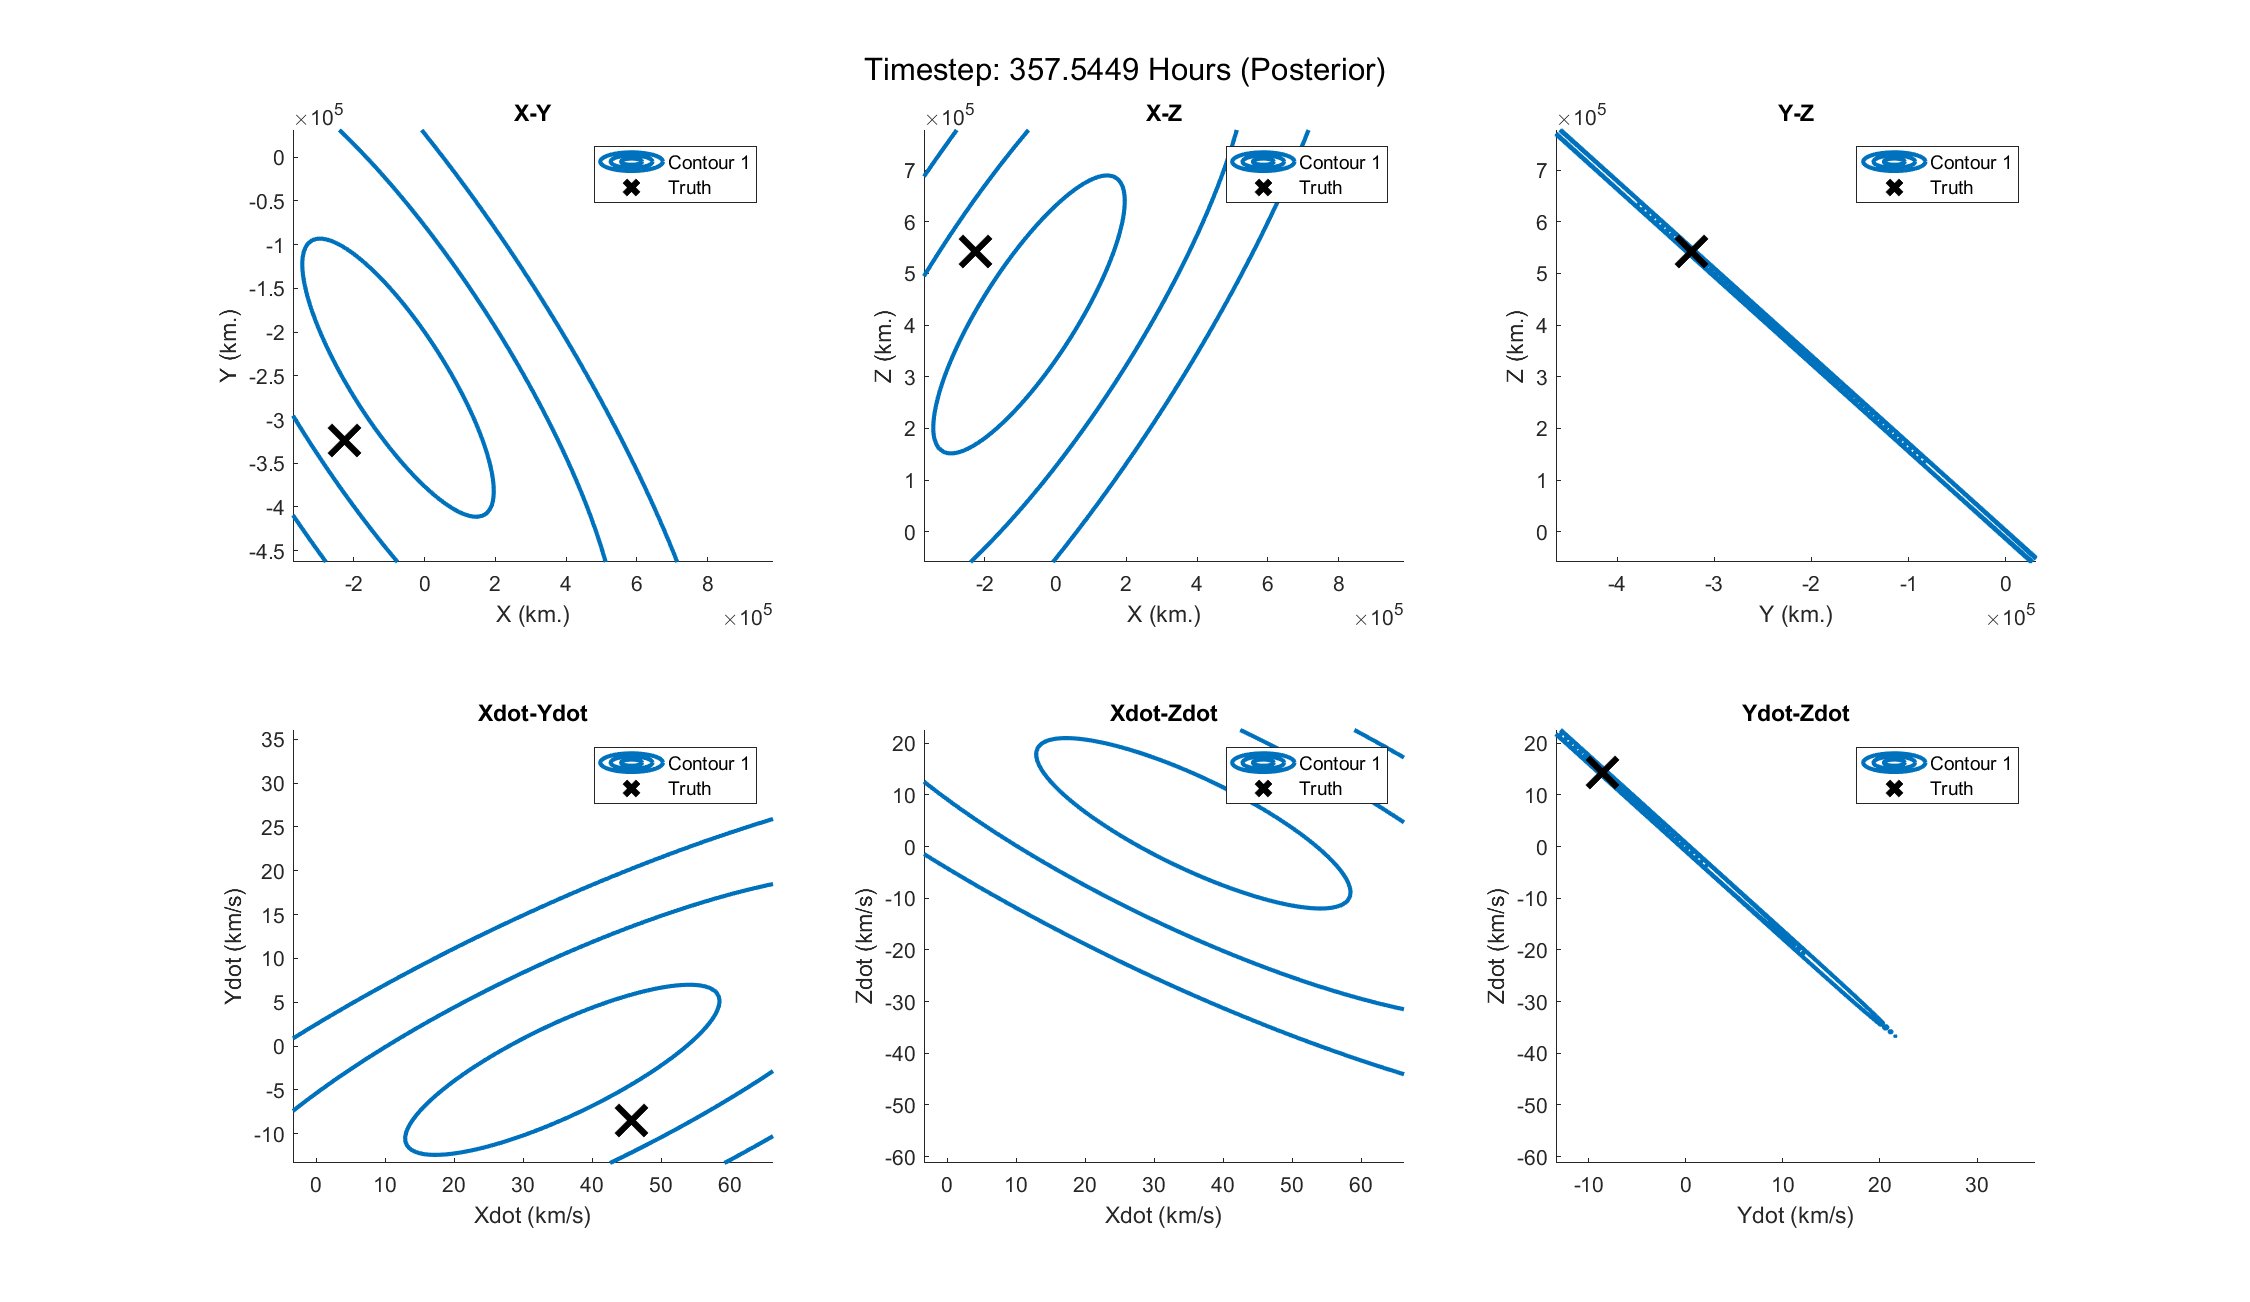 Timestep: 357.5449 Hours (Posterior)
X-Y
×10^5
0
-0.5
-1
-1.5
-2
-2.5
-3
-3.5
-4
-4.5
Y (km.)
-2 0 2 4 6 8
X (km.)
×10^5
Contour 1
Truth
X-Z
×10^5
7
6
5
4
3
2
1
0
Z (km.)
-2 0 2 4 6 8
X (km.)
×10^5
Contour 1
Truth
Y-Z
×10^5
7
6
5
4
3
2
1
0
Z (km.)
-4 -3 -2 -1 0
Y (km.)
×10^5
Contour 1
Truth
Xdot-Ydot
35
30
25
20
15
10
5
0
-5
-10
Ydot (km/s)
0 10 20 30 40 50 60
Xdot (km/s)
Contour 1
Truth
Xdot-Zdot
20
10
0
-10
-20
-30
-40
-50
-60
Zdot (km/s)
0 10 20 30 40 50 60
Xdot (km/s)
Contour 1
Truth
Ydot-Zdot
20
10
0
-10
-20
-30
-40
-50
-60
Zdot (km/s)
-10 0 10 20 30
Ydot (km/s)
Contour 1
Truth